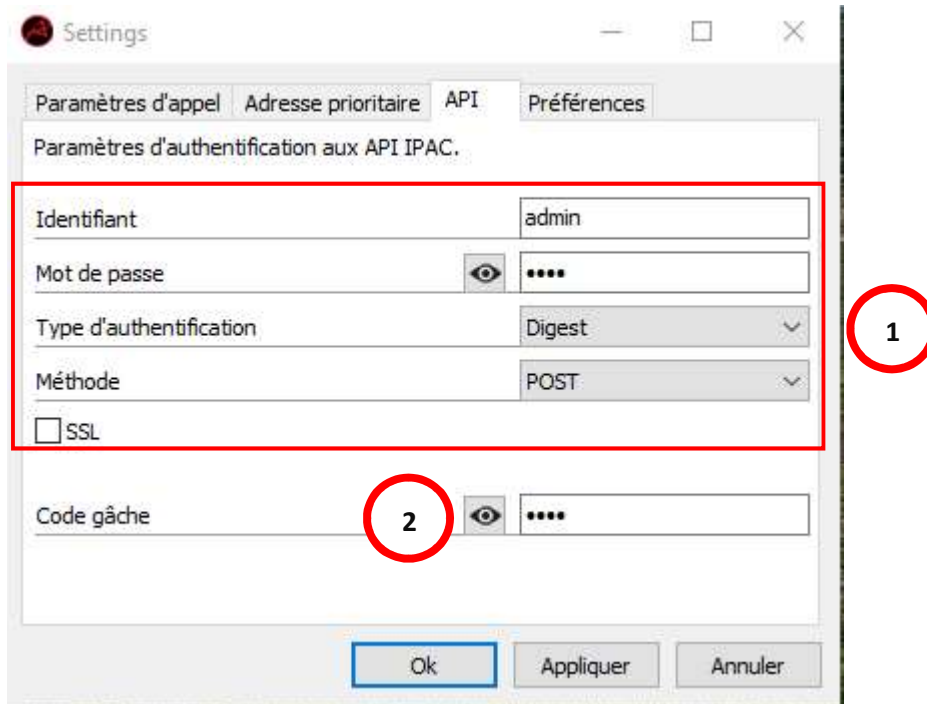 Settings
Paramètres d'appel Adresse prioritaire API Préférences
Paramètres d'authentification aux API IPAC.
Identifiant admin
Mot de passe ••••
Type d'authentification Digest
1
Méthode POST
SSL
Code gâche 2 ••••
Ok Appliquer Annuler